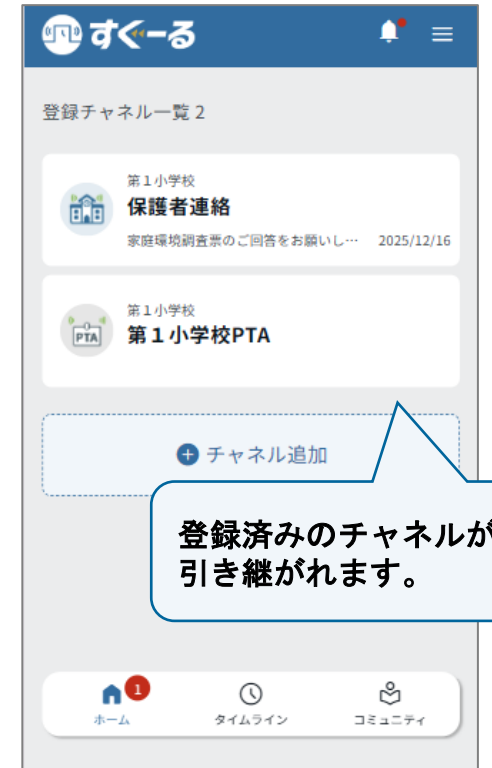 すぐーる
登録チャネル一覧 2
第１小学校
保護者連絡
家庭環境調査票のご回答をお願いし… 2025/12/16
PTA
第１小学校
第１小学校PTA
チャネル追加
登録済みのチャネルが
引き継がれます。
1
ホーム タイムライン コミュニティ